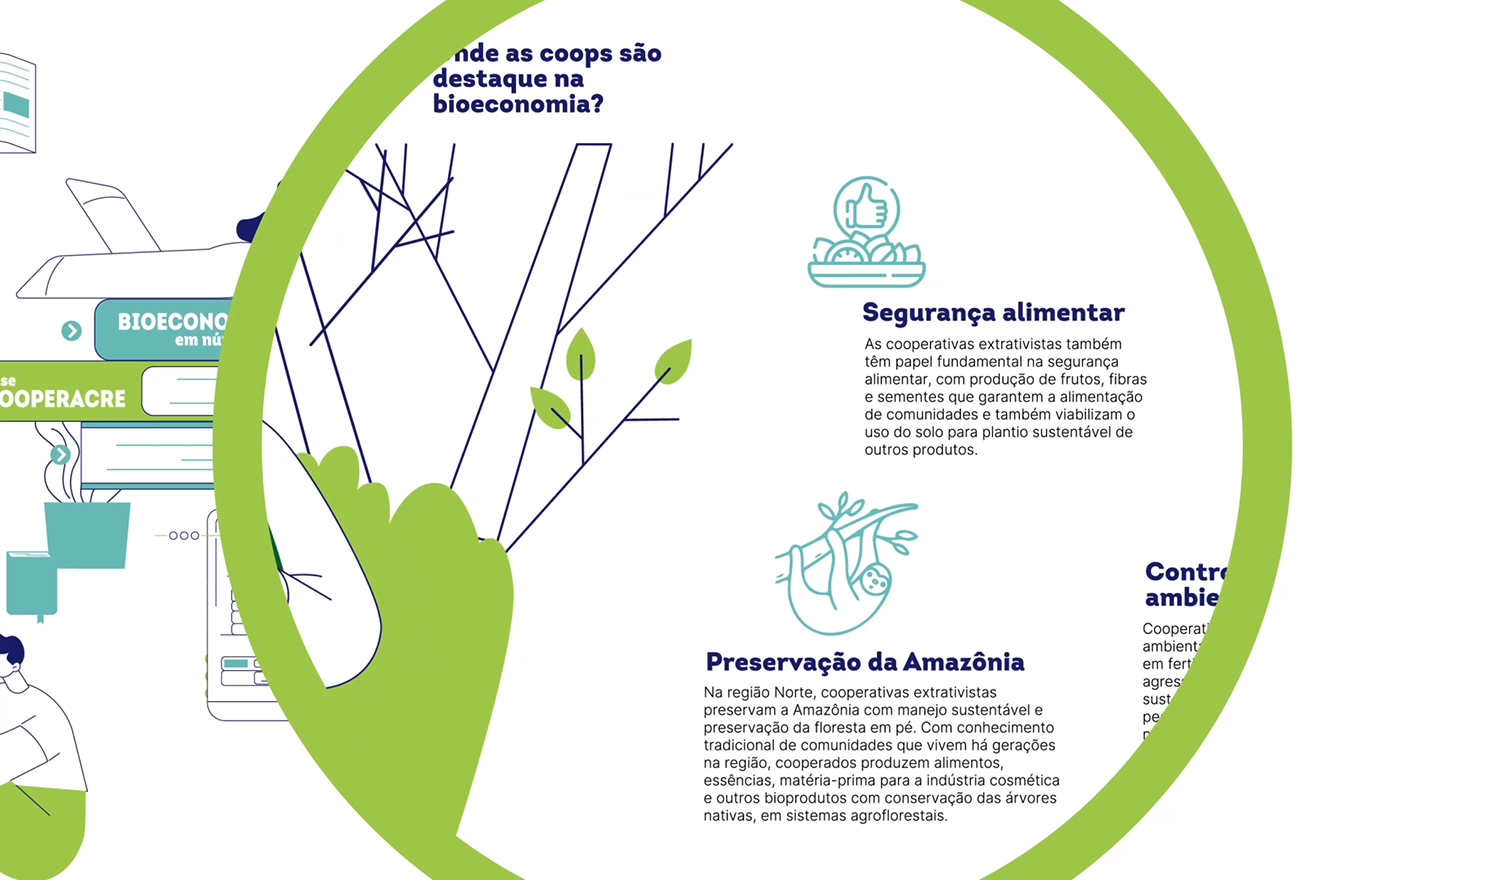 nde as coops são
destaque na
bioeconomia?
BIOECONO
em nú
se
OOPERACRE
Segurança alimentar
As cooperativas extrativistas também
têm papel fundamental na segurança
alimentar, com produção de frutos, fibras
e sementes que garantem a alimentação
de comunidades e também viabilizam o
uso do solo para plantio sustentável de
outros produtos.
Preservação da Amazônia
Na região Norte, cooperativas extrativistas
preservam a Amazônia com manejo sustentável e
preservação da floresta em pé. Com conhecimento
tradicional de comunidades que vivem há gerações
na região, cooperados produzem alimentos,
essências, matéria-prima para a indústria cosmética
e outros bioprodutos com conservação das árvores
nativas, em sistemas agroflorestais.
Contro
ambie
Cooperati
ambienta
em ferti
agres
sust
pe